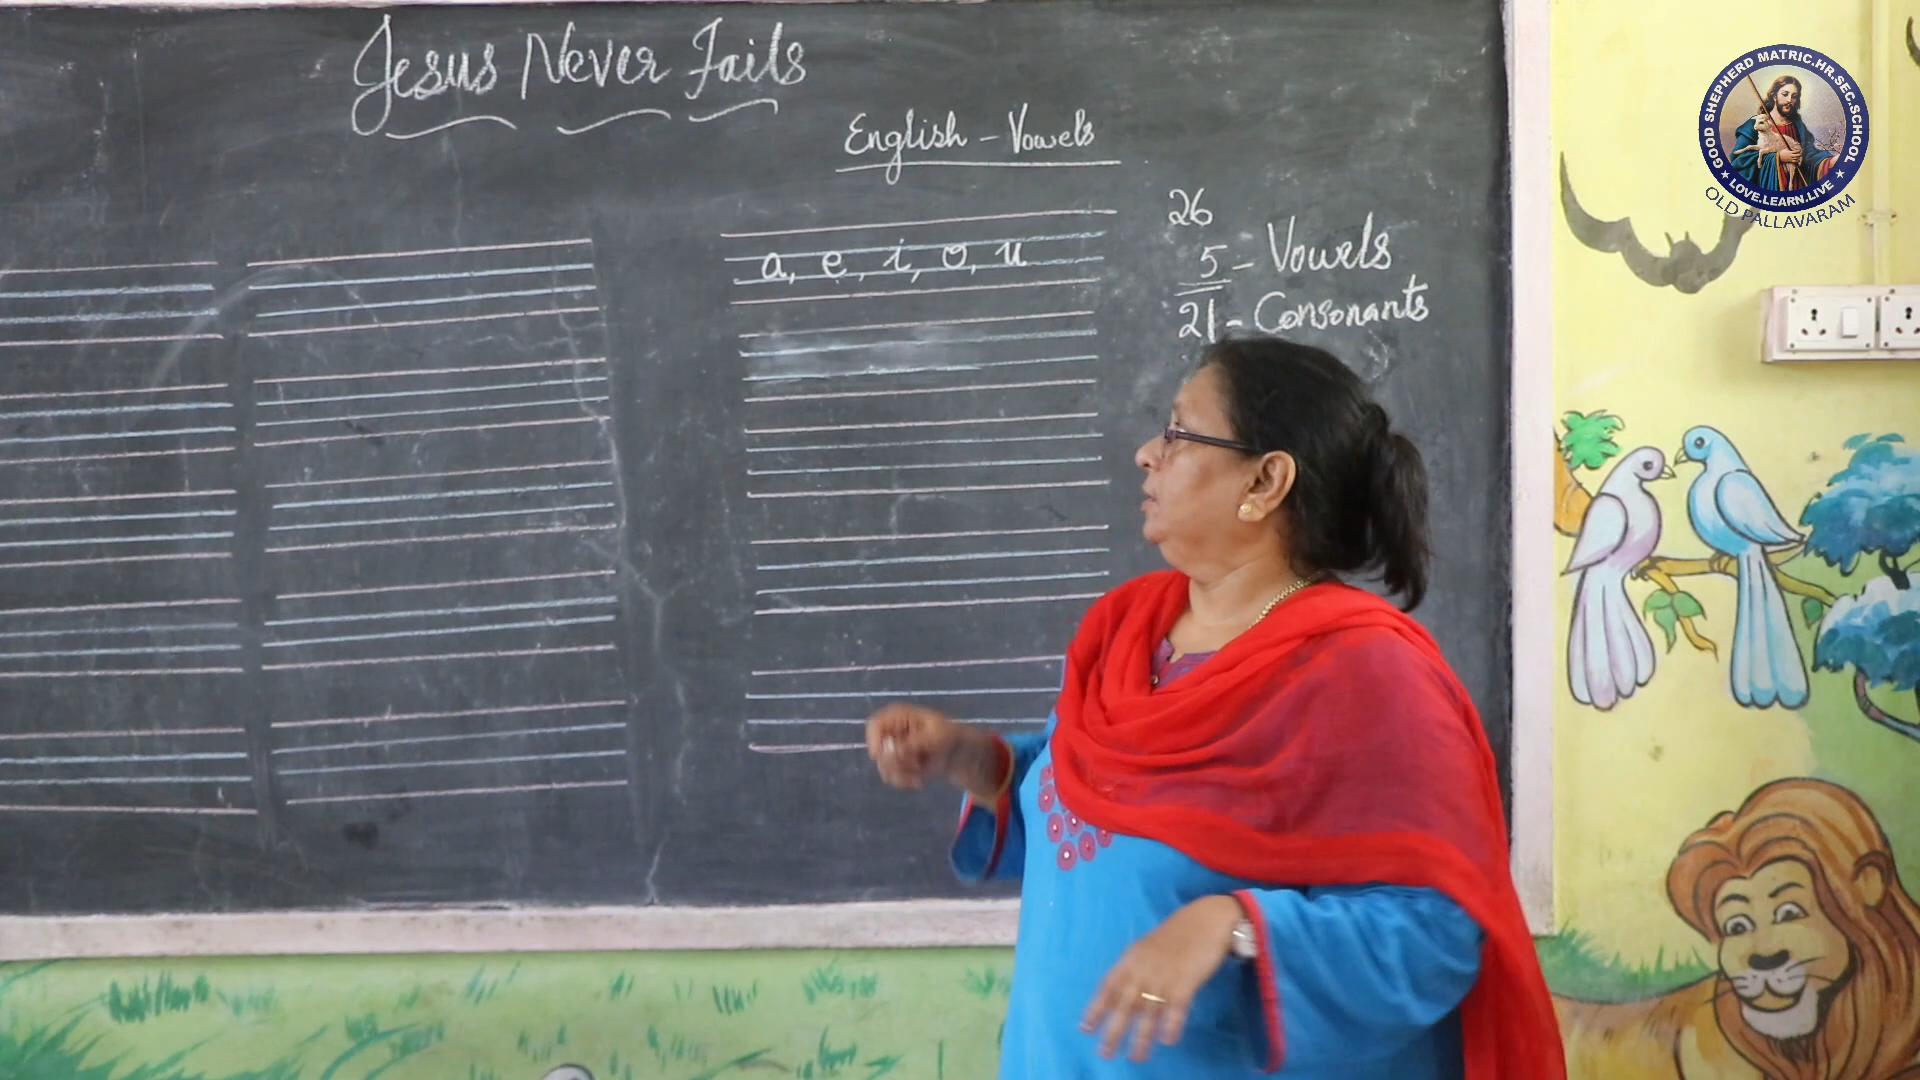 Jesus Never Fails
English - Vowels
a, e, i, o, u
26
5 - Vowels
21 - Consonants
GOOD SHEPHERD MATRIC.HR.SEC.SCHOOL
★ LOVE.LEARN.LIVE ★
OLD PALLAVARAM